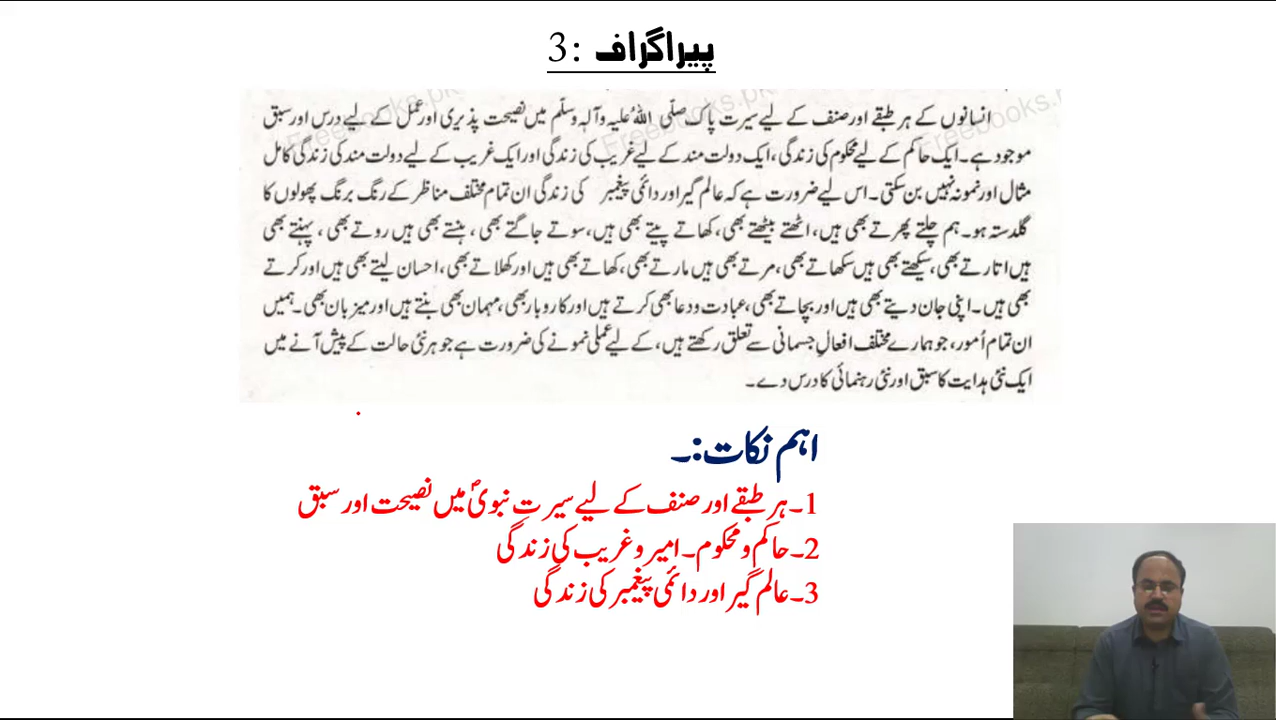 پیراگراف :3
انسانوں کے ہر طبقے اور صنف کے لیے سیرت پاک صلّی اللہُ علیہ وآلہٖ وسلّم میں نصیحت پذیری اور عمل کے لیے درس اور سبق
موجود ہے۔ ایک حاکم کے لیے محکوم کی زندگی، ایک دولت مند کے لیے غریب کی زندگی اور ایک غریب کے لیے دولت مند کی زندگی کامل
مثال اور نمونہ نہیں بن سکتی۔ اس لیے ضرورت ہے کہ عالم گیر اور دائمی پیغمبر کی زندگی ان تمام مختلف مناظر کے رنگ برنگ پھولوں کا
گلدستہ ہو۔ ہم چلتے پھرتے بھی ہیں، اٹھتے بیٹھتے بھی، کھاتے پیتے بھی ہیں، سوتے جاگتے بھی، ہنستے بھی ہیں روتے بھی، پہنتے بھی
ہیں اتارتے بھی، سیکھتے بھی ہیں سکھاتے بھی، مرتے بھی ہیں مارتے بھی، کھاتے بھی ہیں اور کھلاتے بھی، احسان لیتے بھی ہیں اور کرتے
بھی ہیں۔ اپنی جان دیتے بھی ہیں اور بچاتے بھی، عبادت و دعا بھی کرتے ہیں اور کاروبار بھی، مہمان بھی بنتے ہیں اور میزبان بھی۔ ہمیں
ان تمام اُمور، جو ہمارے مختلف افعالِ جسمانی سے تعلق رکھتے ہیں، کے لیے عملی نمونے کی ضرورت ہے جو ہر نئی حالت کے پیش آنے میں
ایک نئی ہدایت کا سبق اور نئی رہنمائی کا درس دے۔
Freebooks.pk
Freebooks.pk
اہم نکات:۔
1۔ہر طبقے اور صنف کے لیے سیرتِ نبویؐ میں نصیحت اور سبق
2۔حاکم و محکوم۔ امیر و غریب کی زندگی
3۔عالم گیر اور دائمی پیغمبر کی زندگی